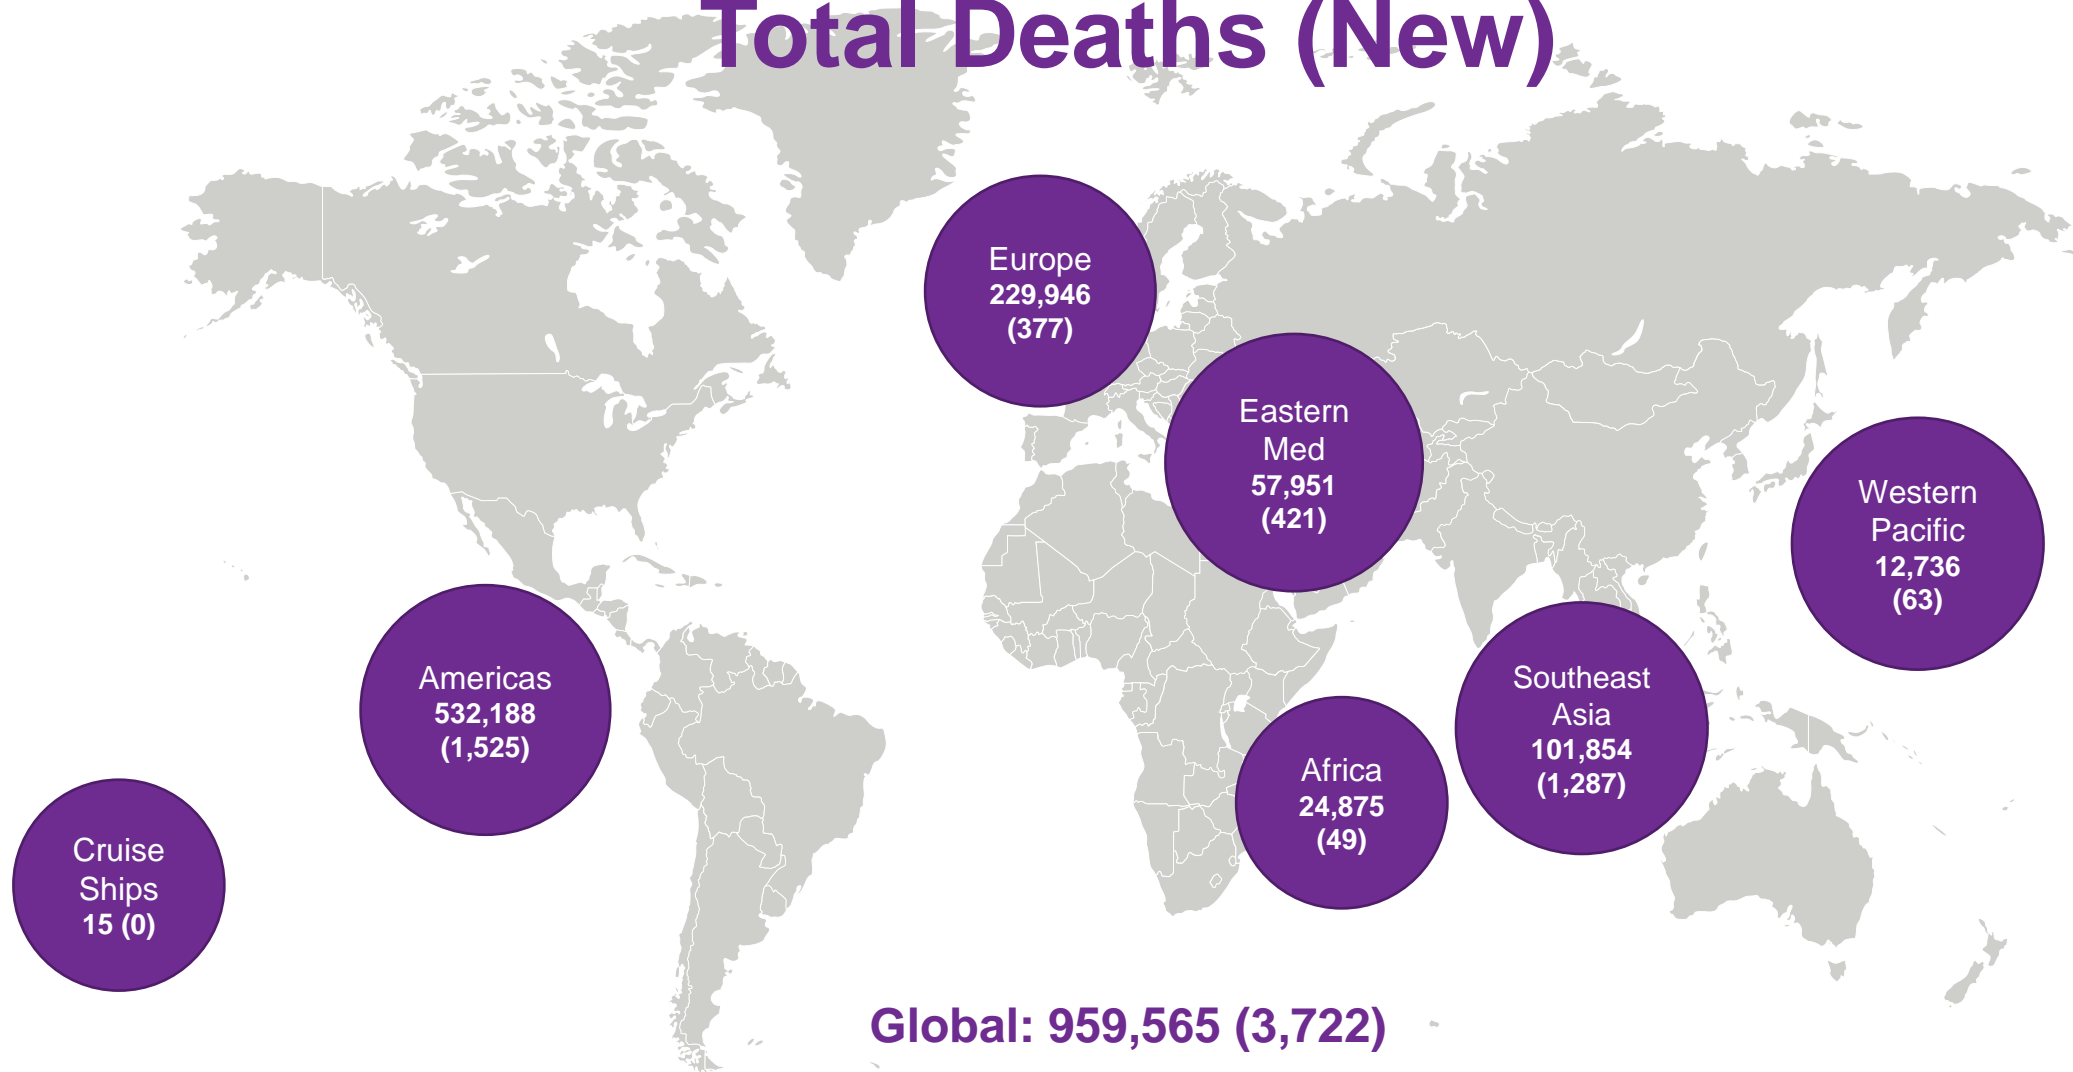 Total Deaths (New)
Europe
229,946
(377)
Eastern
Med
57,951
(421)
Western
Pacific
12,736
(63)
Americas
532,188
(1,525)
Southeast
Asia
101,854
(1,287)
Africa
24,875
(49)
Cruise
Ships
15 (0)
Global: 959,565 (3,722)